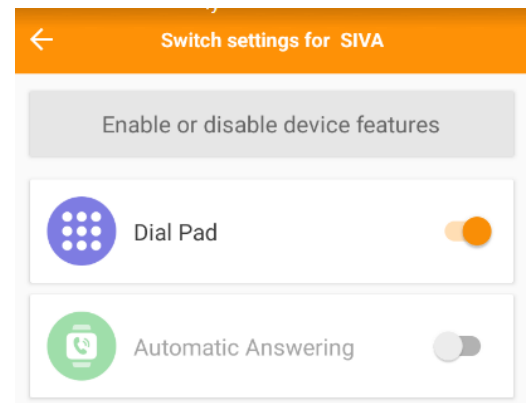 Switch settings for SIVA
Enable or disable device features
Dial Pad
Automatic Answering